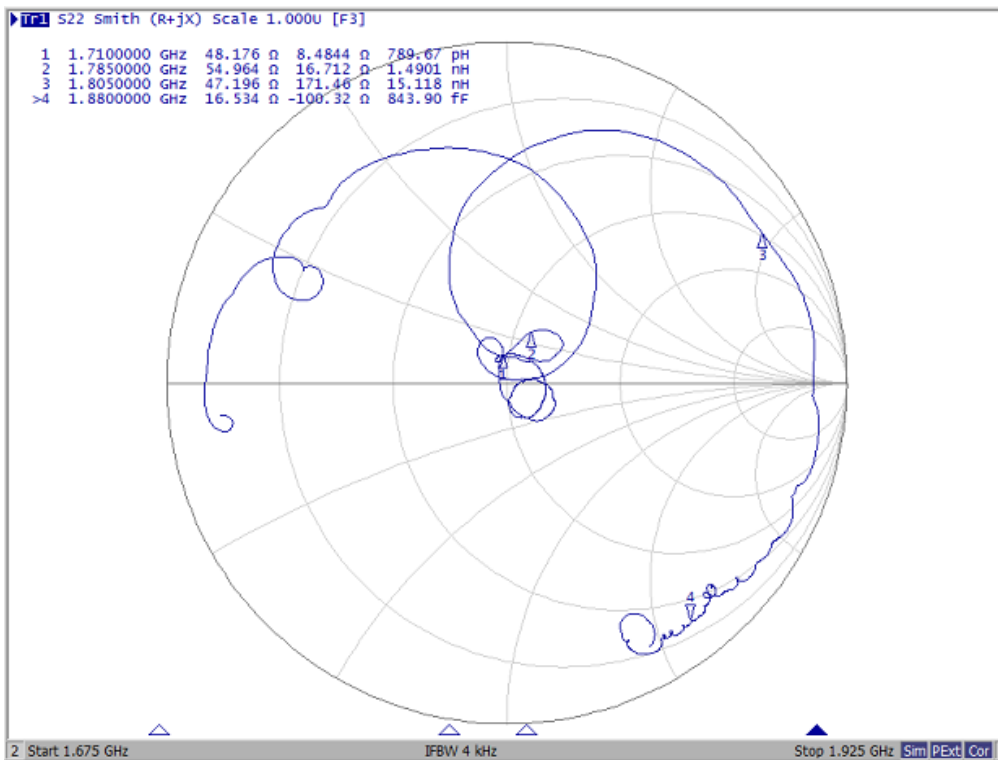 Tr1 S22 Smith (R+jX) Scale 1.000U [F3]
1 1.7100000 GHz 48.176 Ω 8.4844 Ω 789.67 pH
2 1.7850000 GHz 54.964 Ω 16.712 Ω 1.4901 nH
3 1.8050000 GHz 47.196 Ω 171.46 Ω 15.118 nH
>4 1.8800000 GHz 16.534 Ω -100.32 Ω 843.90 fF
3
2
1
4
2 Start 1.675 GHz IFBW 4 kHz Stop 1.925 GHz Sim PExt Cor